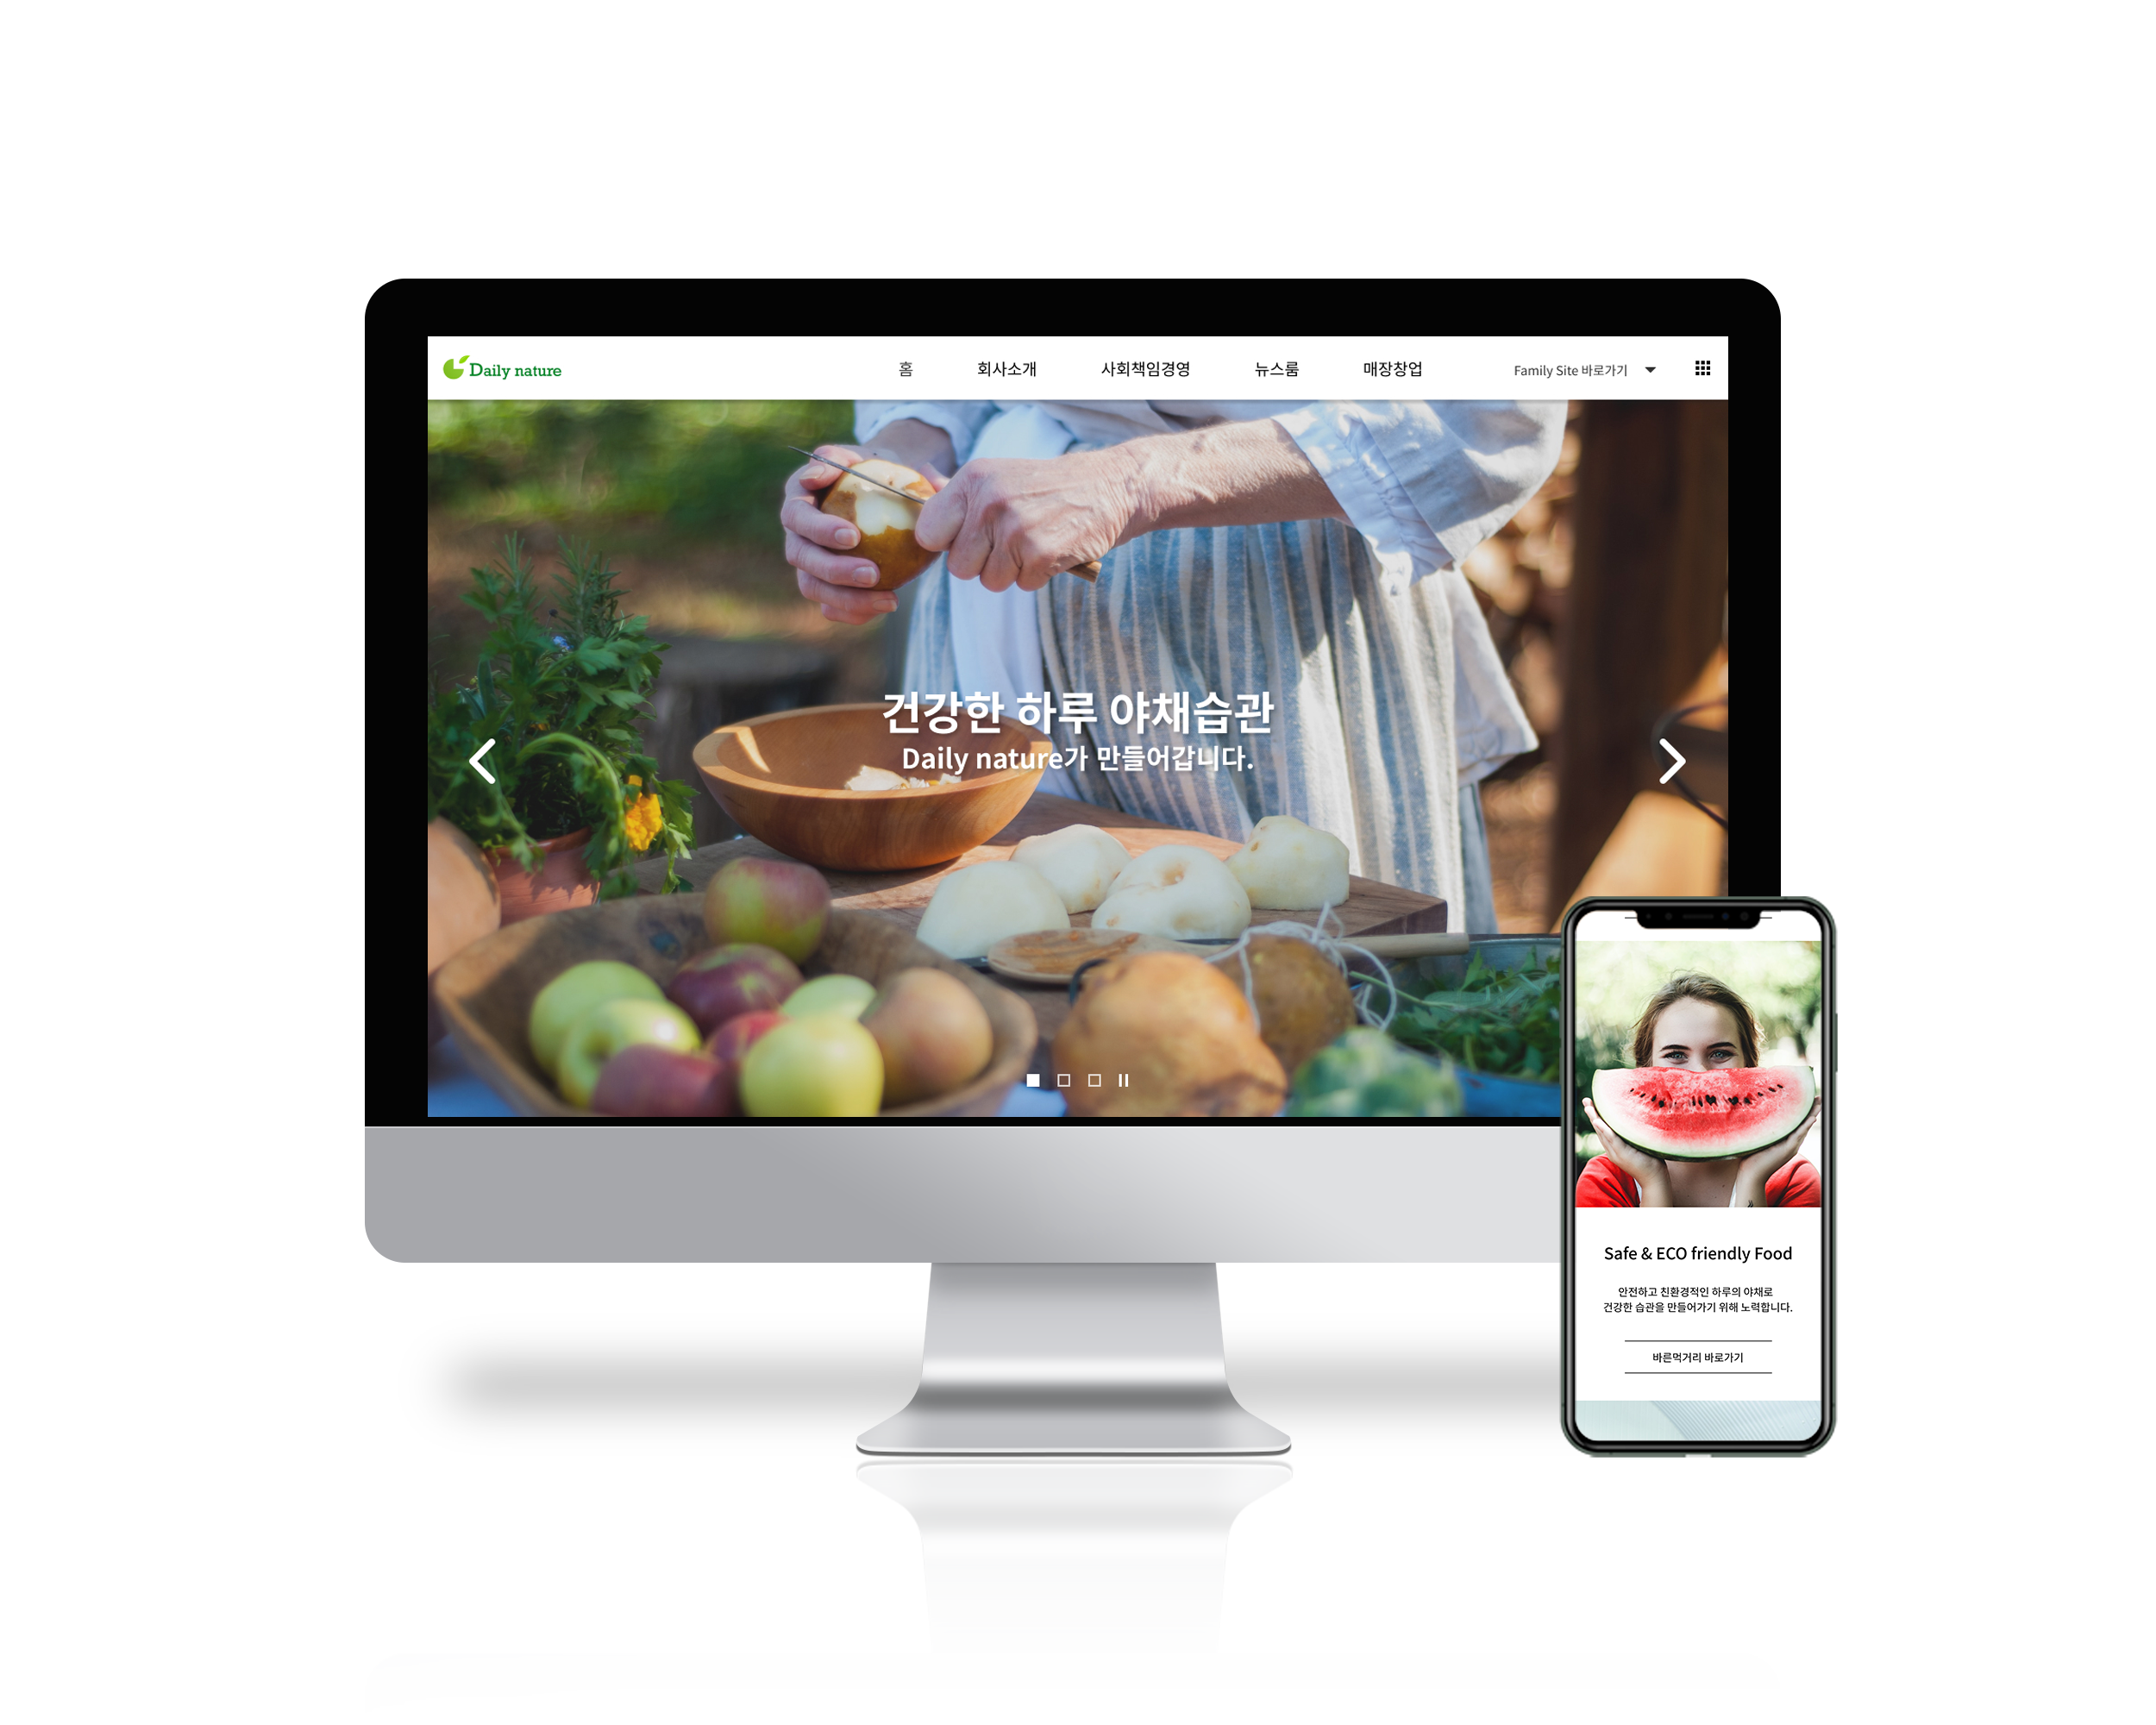 Daily nature
홈 회사소개 사회책임경영 뉴스룸 매장창업 Family Site 바로가기
건강한 하루 야채습관
Daily nature가 만들어갑니다.
Safe & ECO friendly Food
안전하고 친환경적인 하루의 야채로
건강한 습관을 만들어가기 위해 노력합니다.
바른먹거리 바로가기